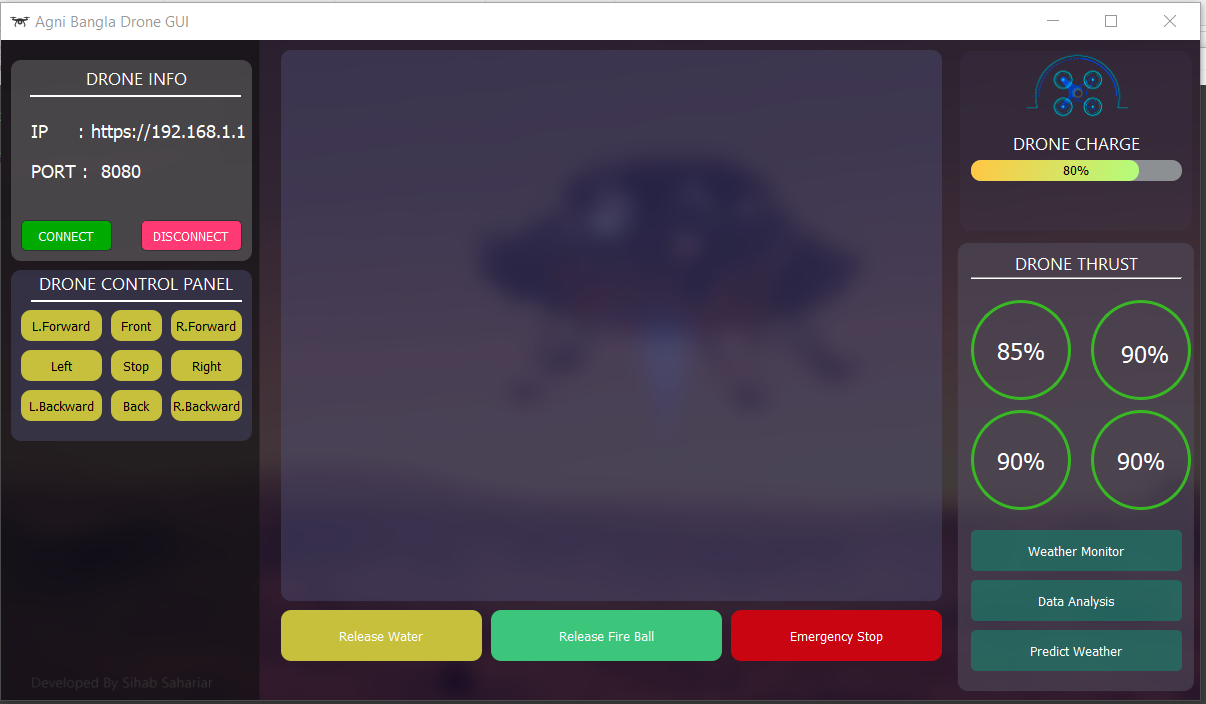 Agni Bangla Drone GUI
DRONE INFO
IP : https://192.168.1.1
PORT : 8080
CONNECT DISCONNECT
DRONE CONTROL PANEL
L.Forward Front R.Forward
Left Stop Right
L.Backward Back R.Backward
Developed By Sihab Sahariar
Release Water Release Fire Ball Emergency Stop
DRONE CHARGE
80%
DRONE THRUST
85% 90%
90% 90%
Weather Monitor
Data Analysis
Predict Weather